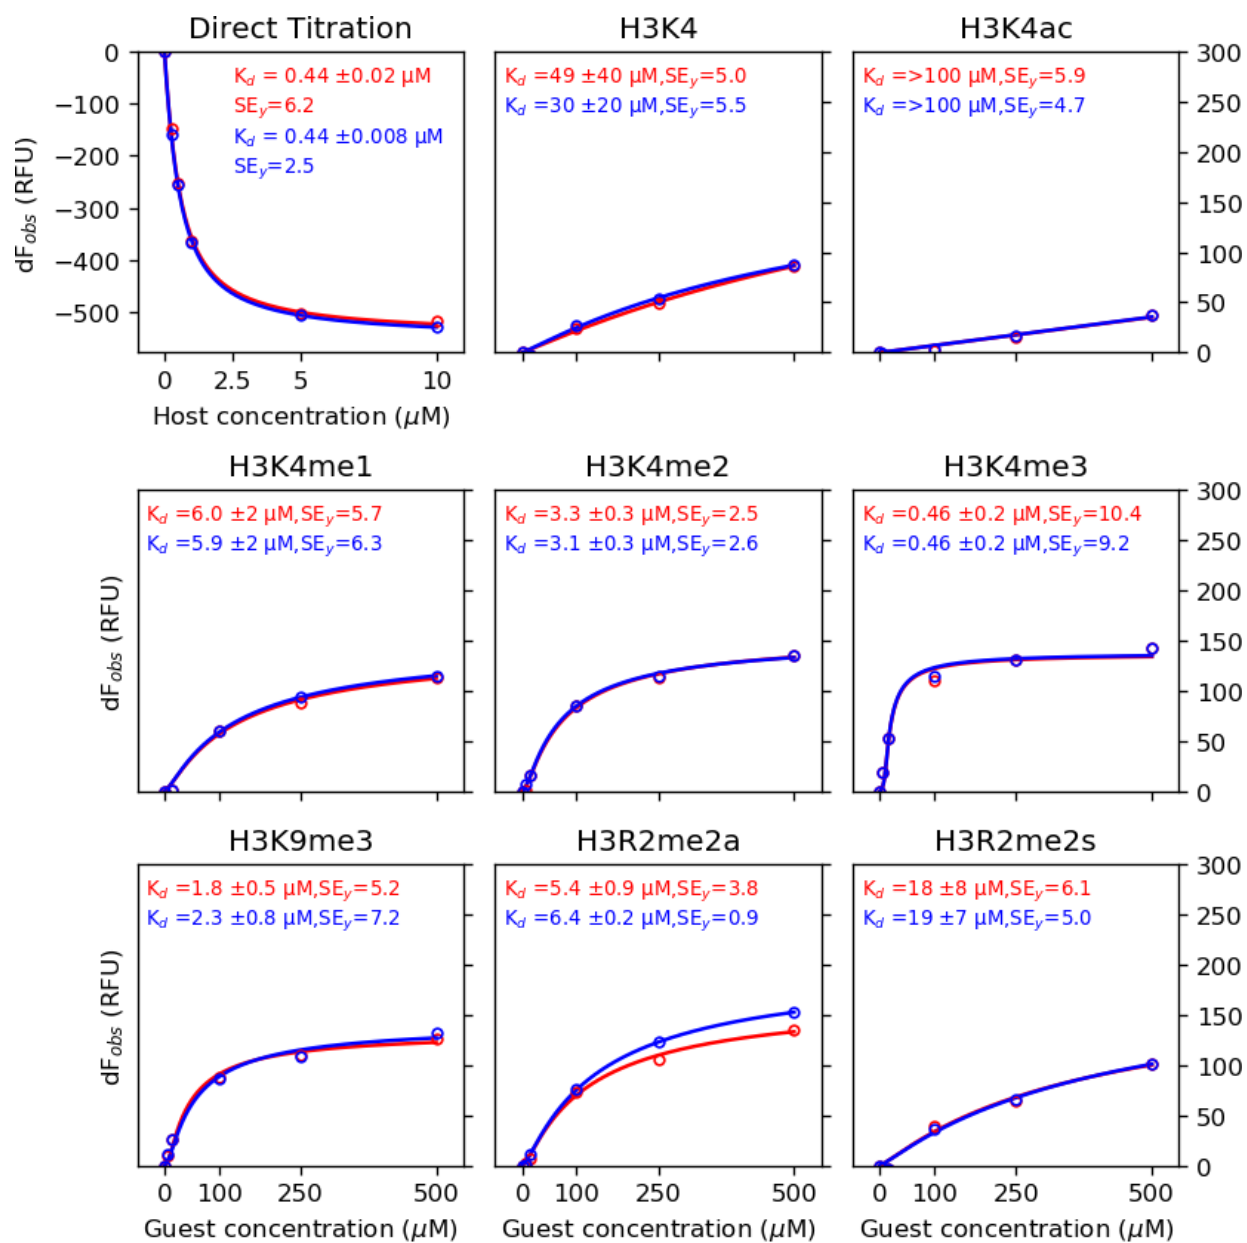 Direct Titration
H3K4
H3K4ac
K_d = 0.44 ±0.02 μM
SE_y=6.2
K_d = 0.44 ±0.008 μM
SE_y=2.5
K_d =49 ±40 μM,SE_y=5.0
K_d =30 ±20 μM,SE_y=5.5
K_d =>100 μM,SE_y=5.9
K_d =>100 μM,SE_y=4.7
dF_obs (RFU)
0
−100
−200
−300
−400
−500
0 2.5 5 10
Host concentration (μM)
300
250
200
150
100
50
0
H3K4me1
H3K4me2
H3K4me3
K_d =6.0 ±2 μM,SE_y=5.7
K_d =5.9 ±2 μM,SE_y=6.3
K_d =3.3 ±0.3 μM,SE_y=2.5
K_d =3.1 ±0.3 μM,SE_y=2.6
K_d =0.46 ±0.2 μM,SE_y=10.4
K_d =0.46 ±0.2 μM,SE_y=9.2
dF_obs (RFU)
300
250
200
150
100
50
0
H3K9me3
H3R2me2a
H3R2me2s
K_d =1.8 ±0.5 μM,SE_y=5.2
K_d =2.3 ±0.8 μM,SE_y=7.2
K_d =5.4 ±0.9 μM,SE_y=3.8
K_d =6.4 ±0.2 μM,SE_y=0.9
K_d =18 ±8 μM,SE_y=6.1
K_d =19 ±7 μM,SE_y=5.0
dF_obs (RFU)
300
250
200
150
100
50
0
0 100 250 500
0 100 250 500
0 100 250 500
Guest concentration (μM)
Guest concentration (μM)
Guest concentration (μM)